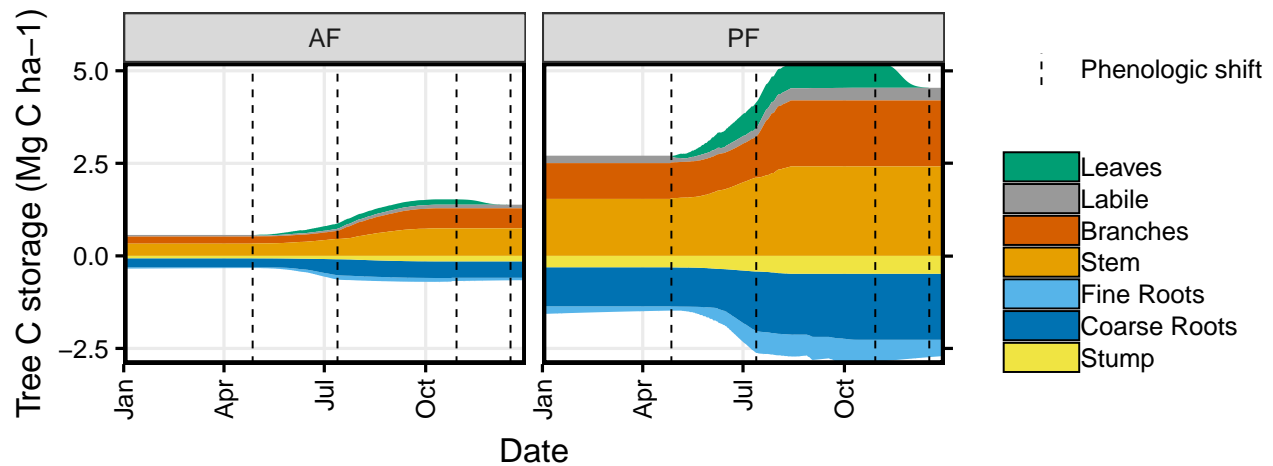 AF
PF
Tree C storage (Mg C ha−1)
5.0
2.5
0.0
−2.5
Jan
Apr
Jul
Oct
Jan
Apr
Jul
Oct
Date
Phenologic shift
Leaves
Labile
Branches
Stem
Fine Roots
Coarse Roots
Stump